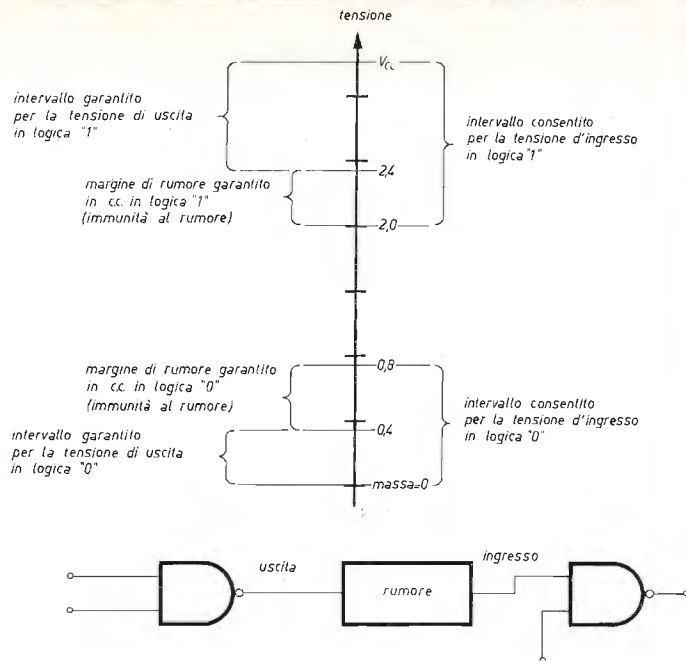 tensione
Vcc
intervallo garantito
per la tensione di uscita
in logica "1"
intervallo consentito
per la tensione d'ingresso
in logica "1"
2,4
margine di rumore garantito
in c.c. in logica "1"
(immunità al rumore)
2,0
margine di rumore garantito
in c.c. in logica "0"
(immunità al rumore)
0,8
intervallo consentito
per la tensione d'ingresso
in logica "0"
intervallo garantito
per la tensione di uscita
in logica "0"
0,4
massa=0
uscita
rumore
ingresso